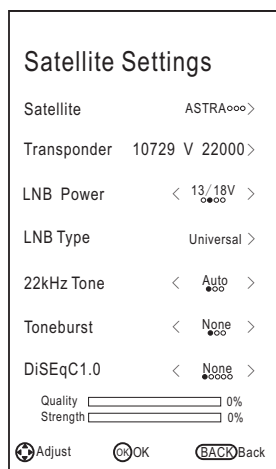 Satellite Settings
Satellite ASTRA
Transponder 10729 V 22000>
LNB Power < 13/18V >
LNB Type Universal >
22kHz Tone < Auto >
Toneburst < None >
DiSEqC1.0 < None >
Quality 0%
Strength 0%
Adjust OK OK BACK Back